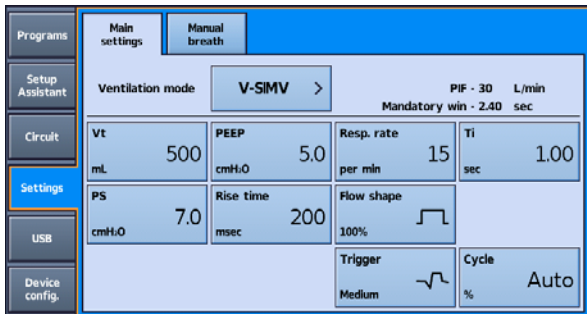 Programs
Setup
Assistant
Circuit
Settings
USB
Device
config.
Main
settings
Manual
breath
Ventilation mode
V-SIMV >
PIF - 30 L/min
Mandatory win - 2.40 sec
Vt
500
mL
PEEP
5.0
cmH₂O
Resp. rate
15
per min
Ti
1.00
sec
PS
7.0
cmH₂O
Rise time
200
msec
Flow shape
100%
Trigger
Medium
Cycle
Auto
%